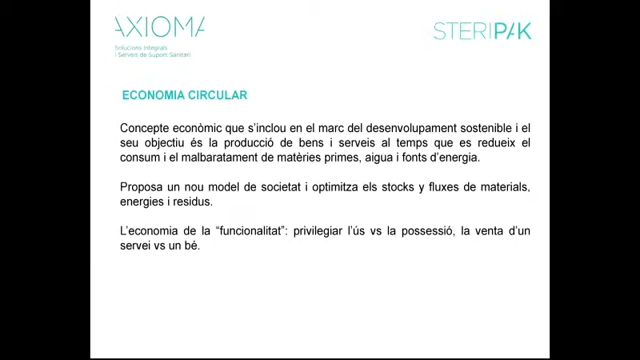 AXIOMA
Solucions Integrals
i Serveis de Suport Sanitari
STERIPAK
ECONOMIA CIRCULAR
Concepte econòmic que s’inclou en el marc del desenvolupament sostenible i el
seu objectiu és la producció de bens i serveis al temps que es redueix el
consum i el malbaratament de matèries primes, aigua i fonts d’energia.
Proposa un nou model de societat i optimitza els stocks y fluxes de materials,
energies i residus.
L’economia de la “funcionalitat”: privilegiar l’ús vs la possessió, la venta d’un
servei vs un bé.